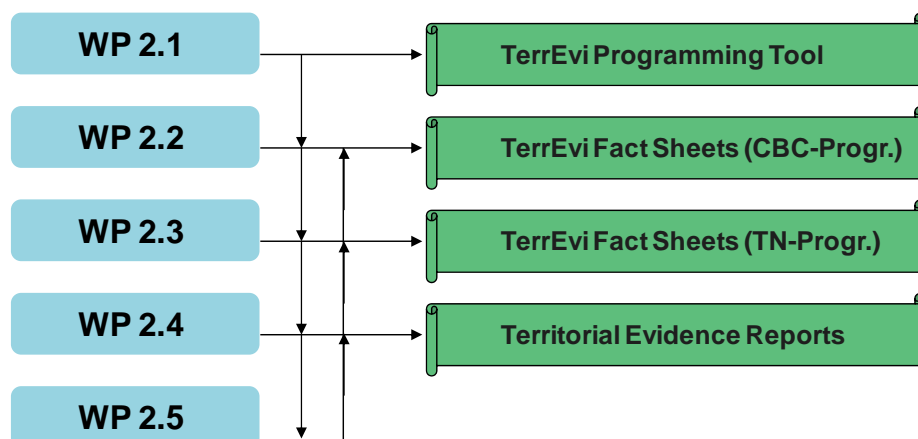 WP 2.1
TerrEvi Programming Tool
WP 2.2
TerrEvi Fact Sheets (CBC-Progr.)
WP 2.3
TerrEvi Fact Sheets (TN-Progr.)
WP 2.4
Territorial Evidence Reports
WP 2.5